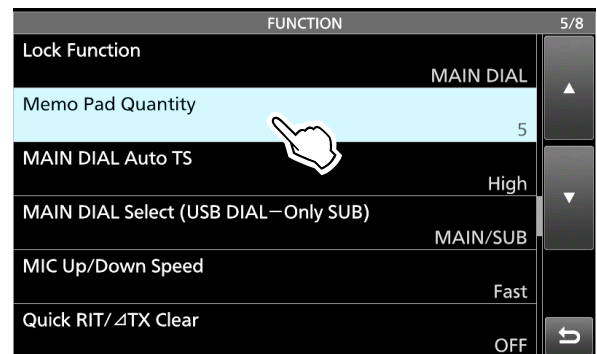 FUNCTION 5/8
Lock Function
MAIN DIAL
Memo Pad Quantity
5
MAIN DIAL Auto TS
High
MAIN DIAL Select (USB DIAL−Only SUB)
MAIN/SUB
MIC Up/Down Speed
Fast
Quick RIT/⊿TX Clear
OFF